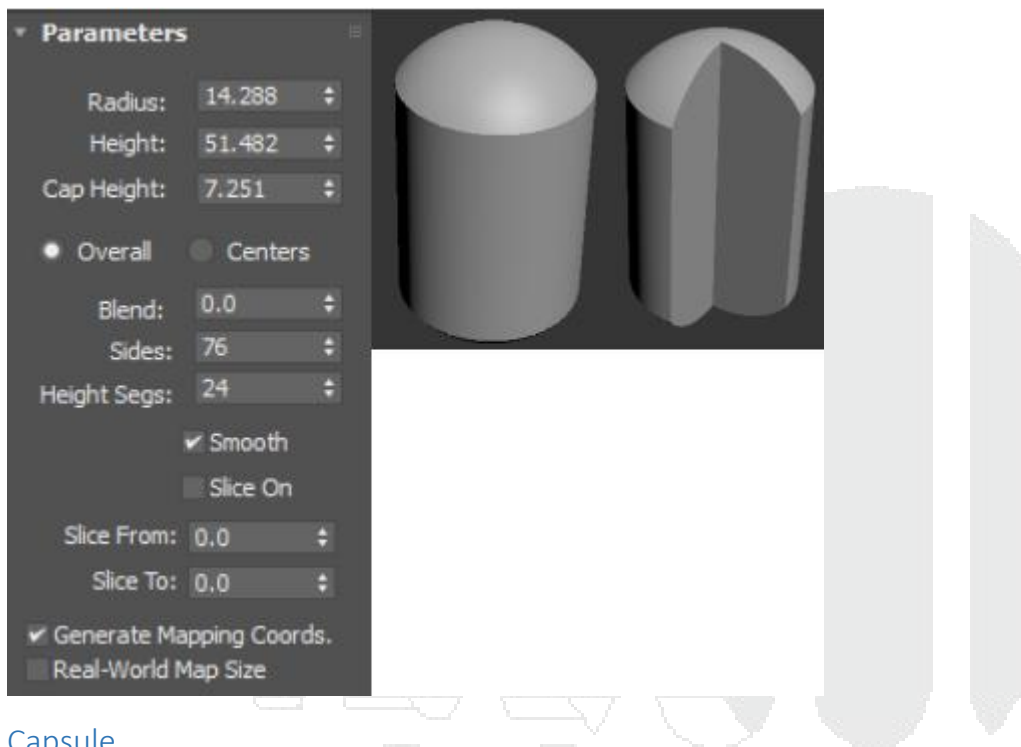 Parameters
Radius: 14.288
Height: 51.482
Cap Height: 7.251
Overall Centers
Blend: 0.0
Sides: 76
Height Segs: 24
Smooth
Slice On
Slice From: 0.0
Slice To: 0.0
Generate Mapping Coords.
Real-World Map Size
Capsule